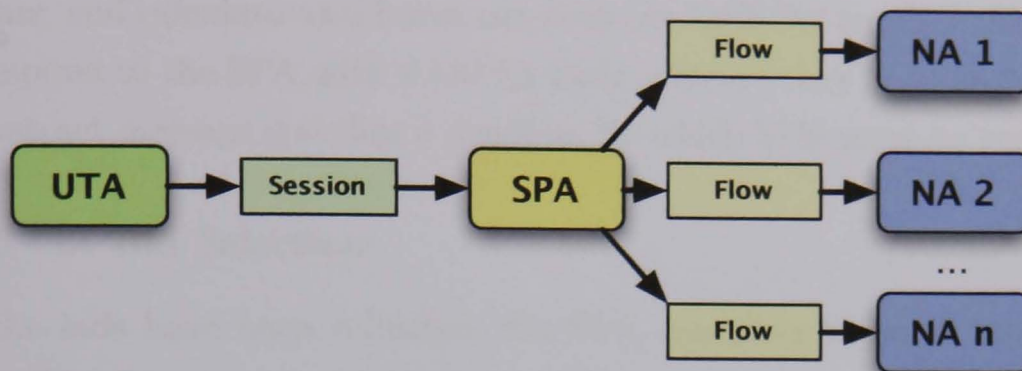 Flow NA 1
UTA Session SPA Flow NA 2
...
Flow NA n